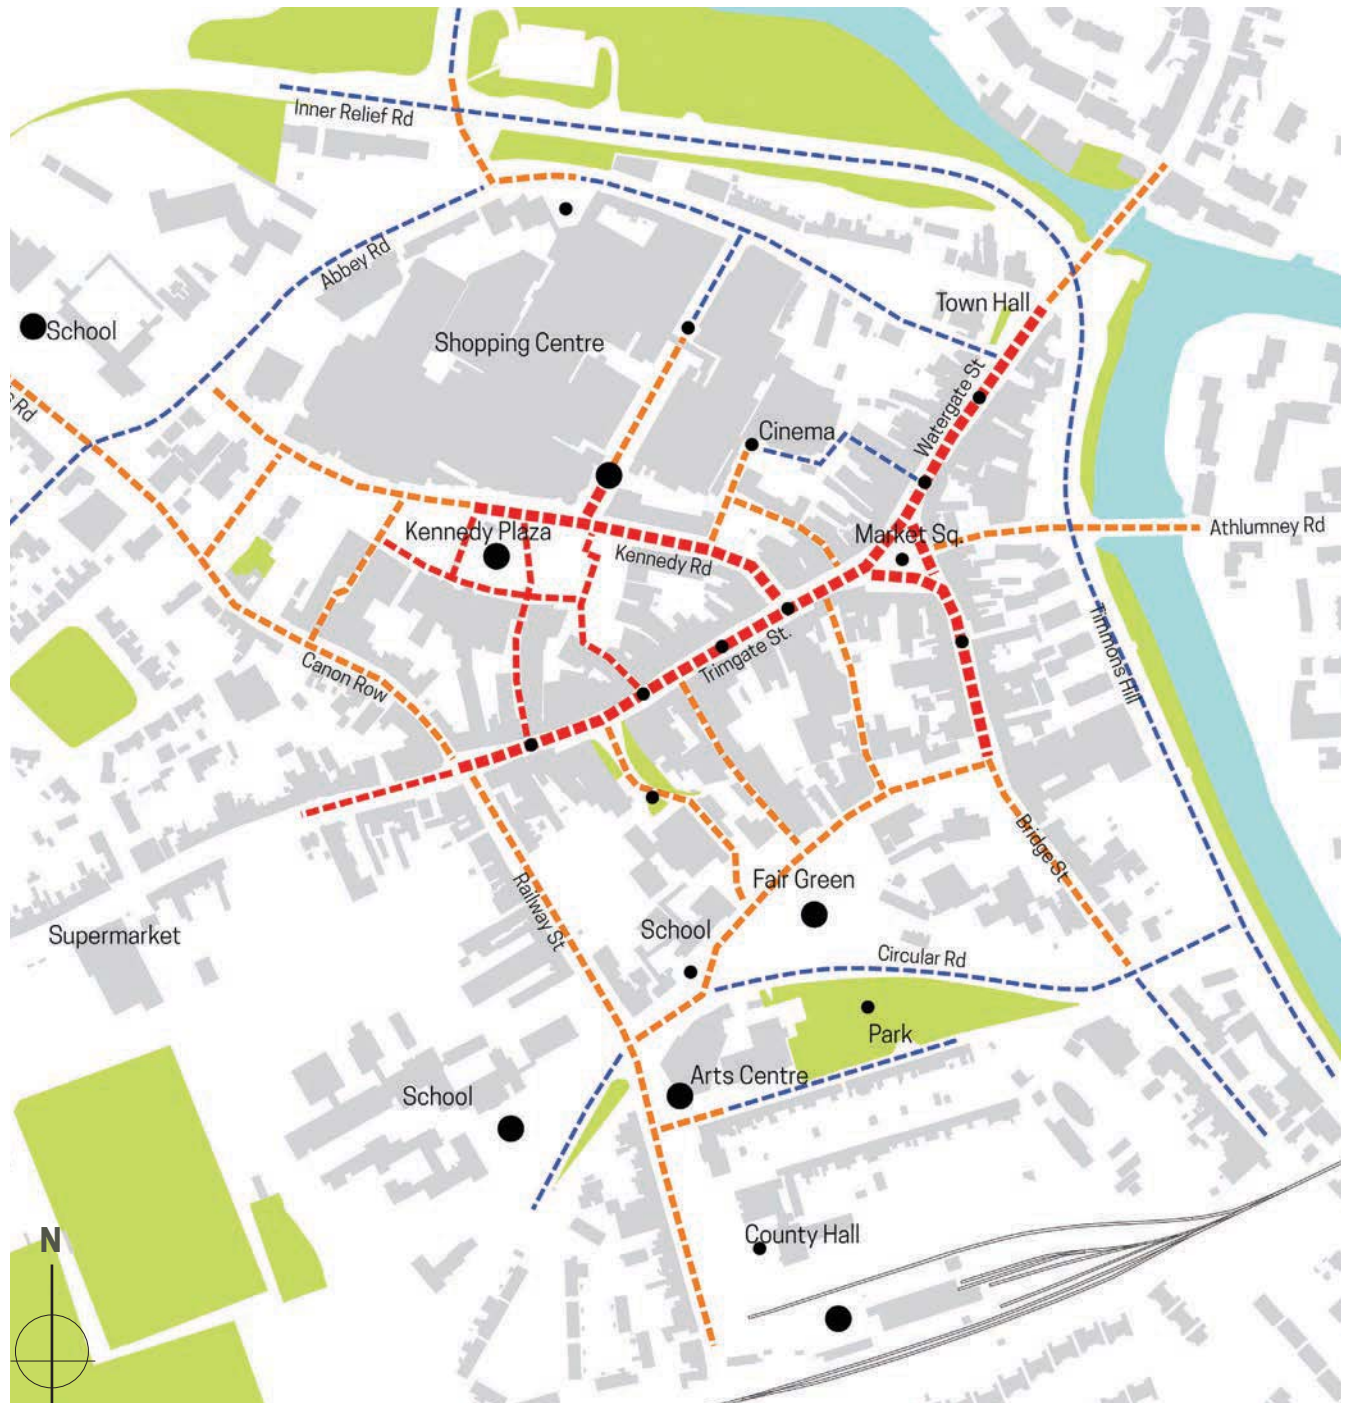 Inner Relief Rd
Abbey Rd
Town Hall
School
Shopping Centre
Watergate St
s Rd
Cinema
Kennedy Plaza
Market Sq.
Athlumney Rd
Kennedy Rd
Trimgate St.
Timmons Hill
Canon Row
Bridge St
Fair Green
Railway St
School
Supermarket
Circular Rd
Park
Arts Centre
School
County Hall
N